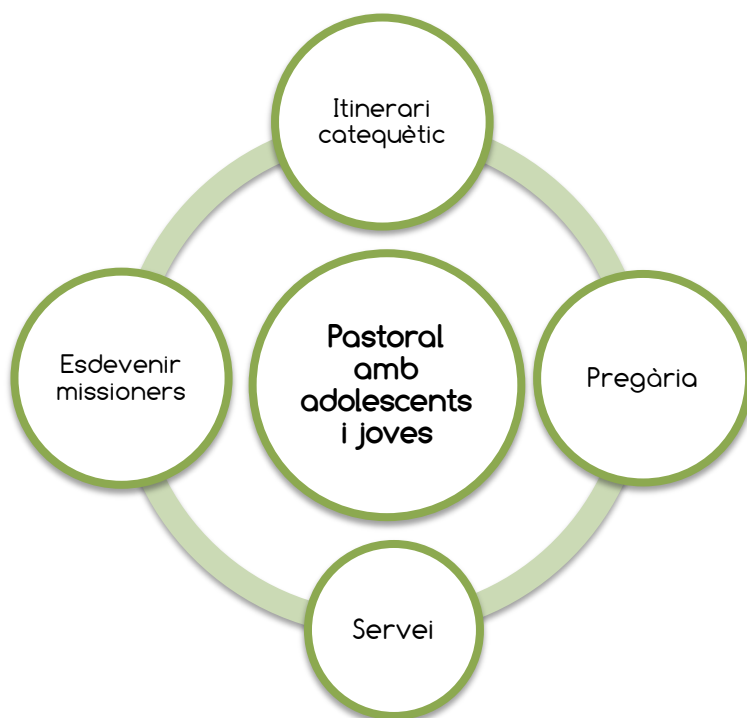 Itinerari
catequètic
Pastoral
amb
adolescents
i joves
Esdevenir
missioners
Pregària
Servei